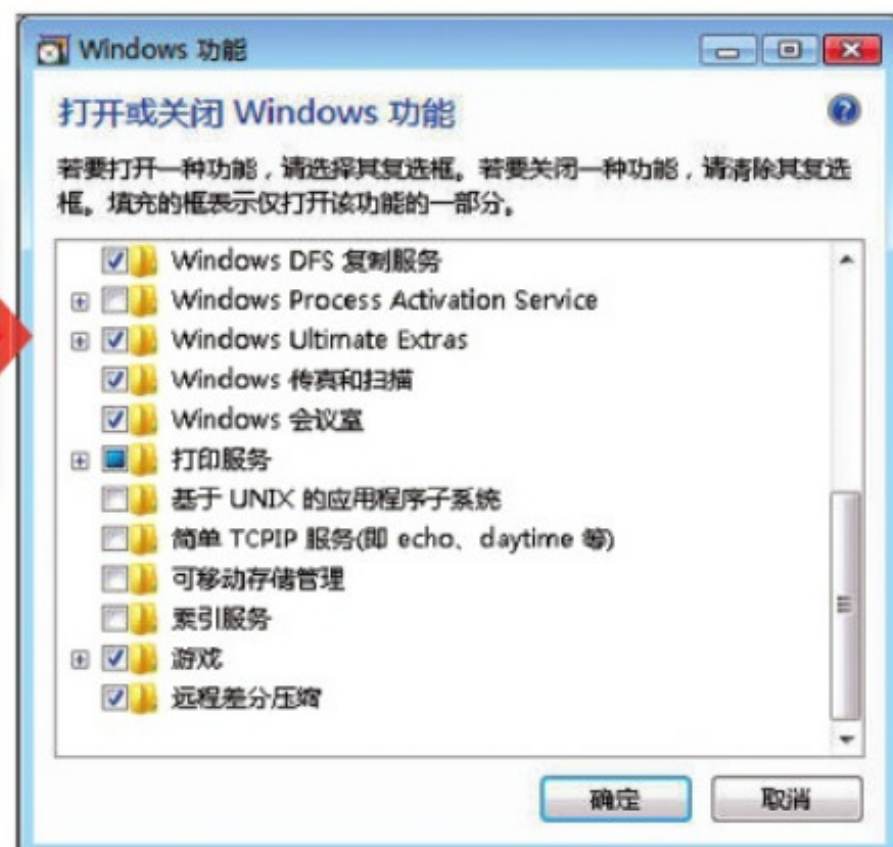 Windows 功能
打开或关闭 Windows 功能
若要打开一种功能，请选择其复选框。若要关闭一种功能，请清除其复选
框。填充的框表示仅打开该功能的一部分。
Windows DFS 复制服务
Windows Process Activation Service
Windows Ultimate Extras
Windows 传真和扫描
Windows 会议室
打印服务
基于 UNIX 的应用程序子系统
简单 TCPIP 服务(即 echo、daytime 等)
可移动存储管理
索引服务
游戏
远程差分压缩
确定 取消